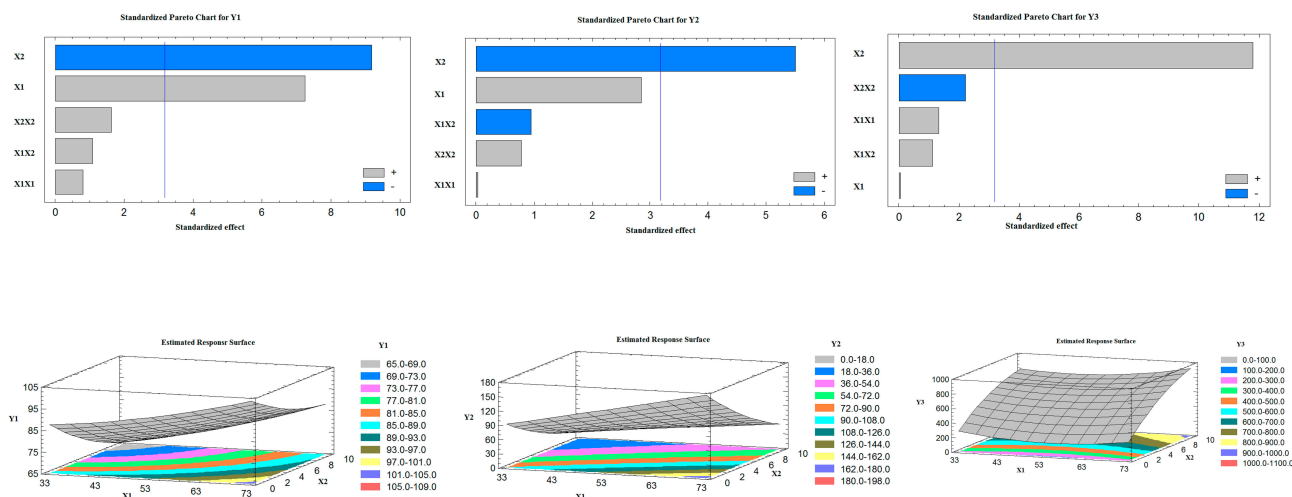 Standardized Pareto Chart for Y1
X2
X1
X2X2
X1X2
X1X1
+
-
0 2 4 6 8 10
Standardized effect
Standardized Pareto Chart for Y2
X2
X1
X1X2
X2X2
X1X1
+
-
0 1 2 3 4 5 6
Standardized effect
Standardized Pareto Chart for Y3
X2
X2X2
X1X1
X1X2
X1
+
-
0 2 4 6 8 10 12
Standardized effect
Estimated Responsr Surface
Y1
105
95
85
75
65
Y1
33 43 53 63 73
X1
0 2 4 6 8 10
X2
65.0-69.0
69.0-73.0
73.0-77.0
77.0-81.0
81.0-85.0
85.0-89.0
89.0-93.0
93.0-97.0
97.0-101.0
101.0-105.0
105.0-109.0
Estimated Response Surface
Y2
180
150
120
90
60
30
0
Y2
33 43 53 63 73
X1
0 2 4 6 8 10
X2
0.0-18.0
18.0-36.0
36.0-54.0
54.0-72.0
72.0-90.0
90.0-108.0
108.0-126.0
126.0-144.0
144.0-162.0
162.0-180.0
180.0-198.0
Estimated Response Surface
Y3
1000
800
600
400
200
0
Y3
33 43 53 63 73
X1
0 2 4 6 8 10
X2
0.0-100.0
100.0-200.0
200.0-300.0
300.0-400.0
400.0-500.0
500.0-600.0
600.0-700.0
700.0-800.0
800.0-900.0
900.0-1000.0
1000.0-1100.0